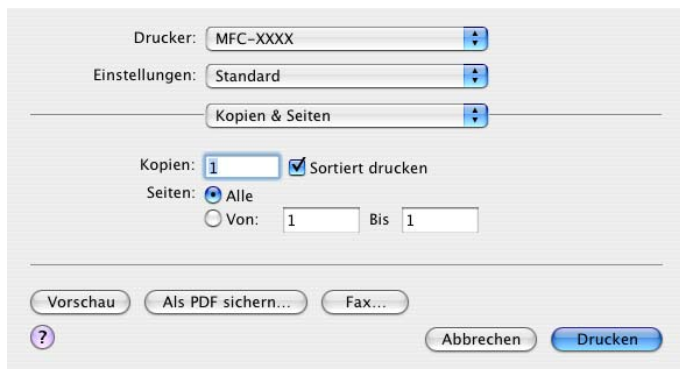 Drucker: MFC-XXXX
Einstellungen: Standard
Kopien & Seiten
Kopien: 1 Sortiert drucken
Seiten: Alle
Von: 1 Bis 1
Vorschau Als PDF sichern... Fax...
? Abbrechen Drucken